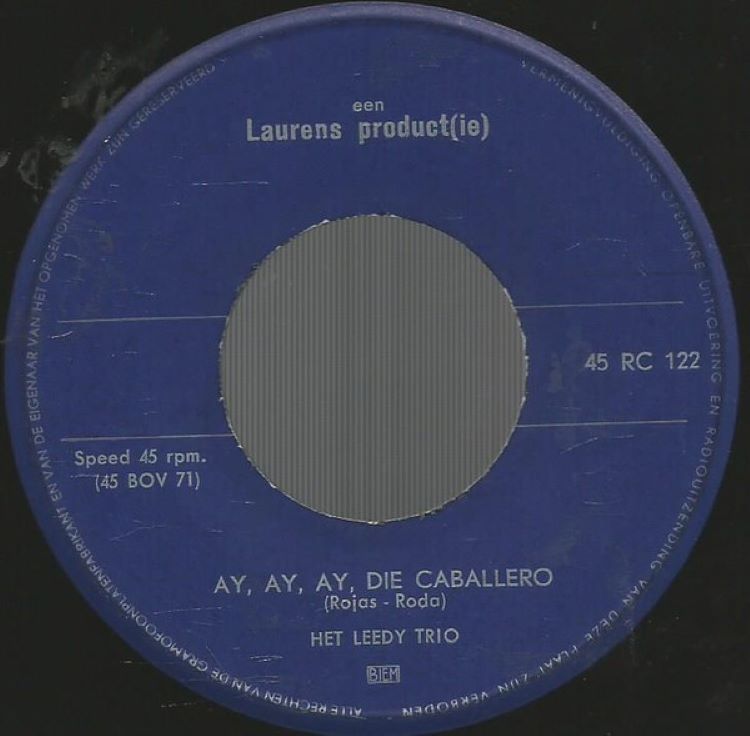 een
Laurens product(ie)
45 RC 122
Speed 45 rpm.
(45 BOV 71)
AY, AY, AY, DIE CABALLERO
(Rojas - Roda)
HET LEEDY TRIO
BIEM
ALLE RECHTEN VAN DE GRAMOFOONPLATENFABRIKANT EN VAN DE EIGENAAR VAN HET OPGENOMEN WERK ZIJN GERESERVEERD
VERMENIGVULDIGING OPENBARE UITVOERING EN RADIOUITZENDING VAN DEZE PLAAT ZIJN VERBODEN